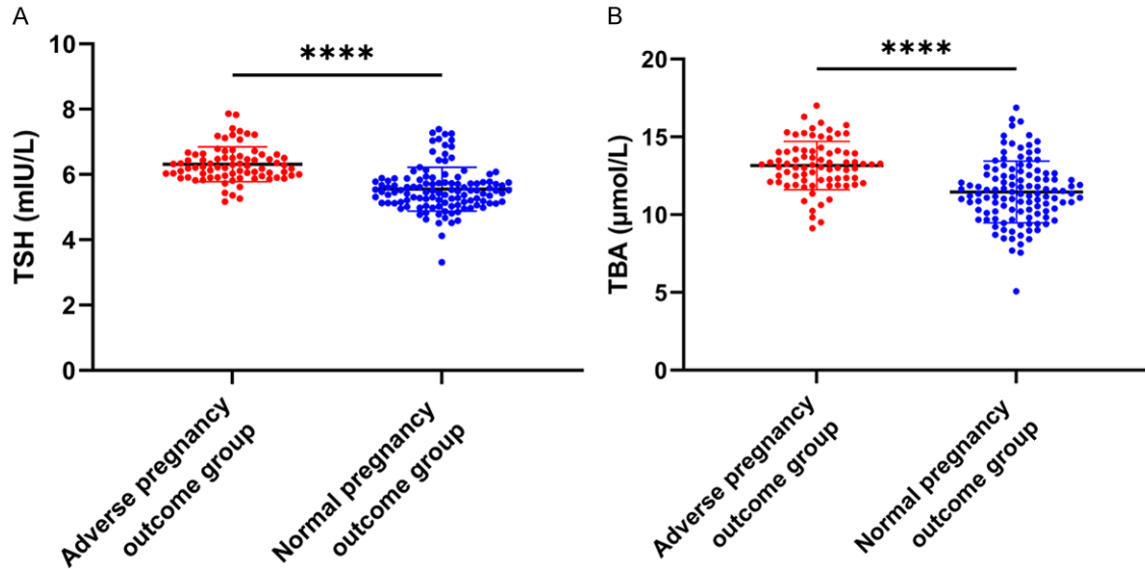 A
TSH (mIU/L)
10
8
6
4
2
0
****
Adverse pregnancy
outcome group
Normal pregnancy
outcome group
B
TBA (μmol/L)
20
15
10
5
0
****
Adverse pregnancy
outcome group
Normal pregnancy
outcome group